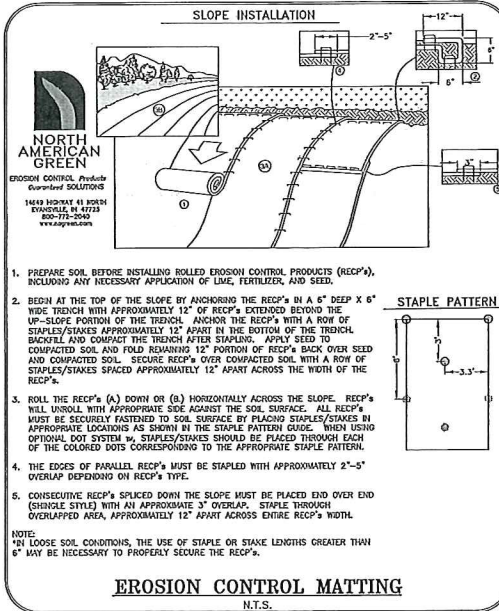 SLOPE INSTALLATION
2"-5"
12"
6"
6"
3B
3A
3"
1
NORTH
AMERICAN
GREEN
EROSION CONTROL Products
Guaranteed SOLUTIONS
14649 HIGHWAY 41 NORTH
EVANSVILLE, IN 47725
800-772-2040
www.nagreen.com
1. PREPARE SOIL BEFORE INSTALLING ROLLED EROSION CONTROL PRODUCTS (RECP's),
INCLUDING ANY NECESSARY APPLICATION OF LIME, FERTILIZER, AND SEED.
2. BEGIN AT THE TOP OF THE SLOPE BY ANCHORING THE RECP's IN A 6" DEEP X 6"
WIDE TRENCH WITH APPROXIMATELY 12" OF RECP's EXTENDED BEYOND THE
UP-SLOPE PORTION OF THE TRENCH. ANCHOR THE RECP's WITH A ROW OF
STAPLES/STAKES APPROXIMATELY 12" APART IN THE BOTTOM OF THE TRENCH.
BACKFILL AND COMPACT THE TRENCH AFTER STAPLING. APPLY SEED TO
COMPACTED SOIL AND FOLD REMAINING 12" PORTION OF RECP's BACK OVER SEED
AND COMPACTED SOIL. SECURE RECP's OVER COMPACTED SOIL WITH A ROW OF
STAPLES/STAKES SPACED APPROXIMATELY 12" APART ACROSS THE WIDTH OF THE
RECP's.
3. ROLL THE RECP's (A.) DOWN OR (B.) HORIZONTALLY ACROSS THE SLOPE. RECP's
WILL UNROLL WITH APPROPRIATE SIDE AGAINST THE SOIL SURFACE. ALL RECP's
MUST BE SECURELY FASTENED TO SOIL SURFACE BY PLACING STAPLES/STAKES IN
APPROPRIATE LOCATIONS AS SHOWN IN THE STAPLE PATTERN GUIDE. WHEN USING
OPTIONAL DOT SYSTEM TM, STAPLES/STAKES SHOULD BE PLACED THROUGH EACH
OF THE COLORED DOTS CORRESPONDING TO THE APPROPRIATE STAPLE PATTERN.
4. THE EDGES OF PARALLEL RECP's MUST BE STAPLED WITH APPROXIMATELY 2"-5"
OVERLAP DEPENDING ON RECP's TYPE.
5. CONSECUTIVE RECP's SPLICED DOWN THE SLOPE MUST BE PLACED END OVER END
(SHINGLE STYLE) WITH AN APPROXIMATE 3" OVERLAP. STAPLE THROUGH
OVERLAPPED AREA, APPROXIMATELY 12" APART ACROSS ENTIRE RECP's WIDTH.
NOTE:
*IN LOOSE SOIL CONDITIONS, THE USE OF STAPLE OR STAKE LENGTHS GREATER THAN
6" MAY BE NECESSARY TO PROPERLY SECURE THE RECP's.
STAPLE PATTERN
3'
6'
3.3'
EROSION CONTROL MATTING
N.T.S.